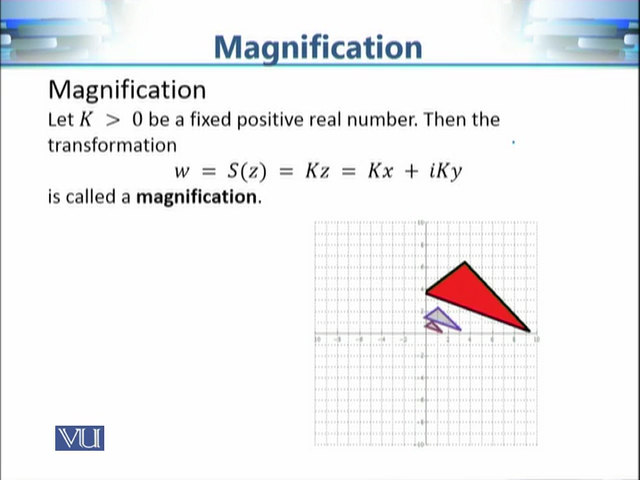 Magnification
Magnification
Let K > 0 be a fixed positive real number. Then the
transformation
w = S(z) = Kz = Kx + iKy
is called a magnification.
VU